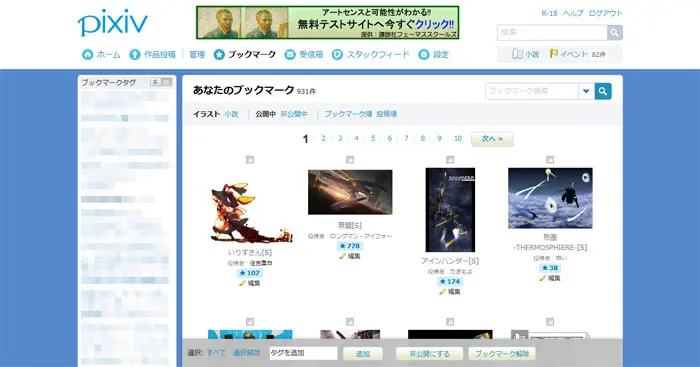 pixiv
アートセンスと可能性がわかる!
無料テストサイトへ今すぐクリック!!
提供:講談社フェーマススクールズ
R-18 ヘルプ ログアウト
検索
ホーム 作品投稿 管理 ブックマーク 受信箱 スタックフィード 設定
小説 イベント 82件
ブックマークタグ
あなたのブックマーク 931件
ブックマーク検索
イラスト 小説 公開中 非公開中 ブックマーク順 投稿順
1 2 3 4 5 6 7 8 9 10 次へ »
いりすさん[S]
★107
編集
投稿者:ロングマン・アイフォー
★778
編集
アインハンダー[S]
投稿者:たきもよ
★174
編集
-THERMOSPHERE-[S]
投稿者:白い
★38
編集
選択: すべて 選択解除 タグを追加 追加 非公開にする ブックマーク解除